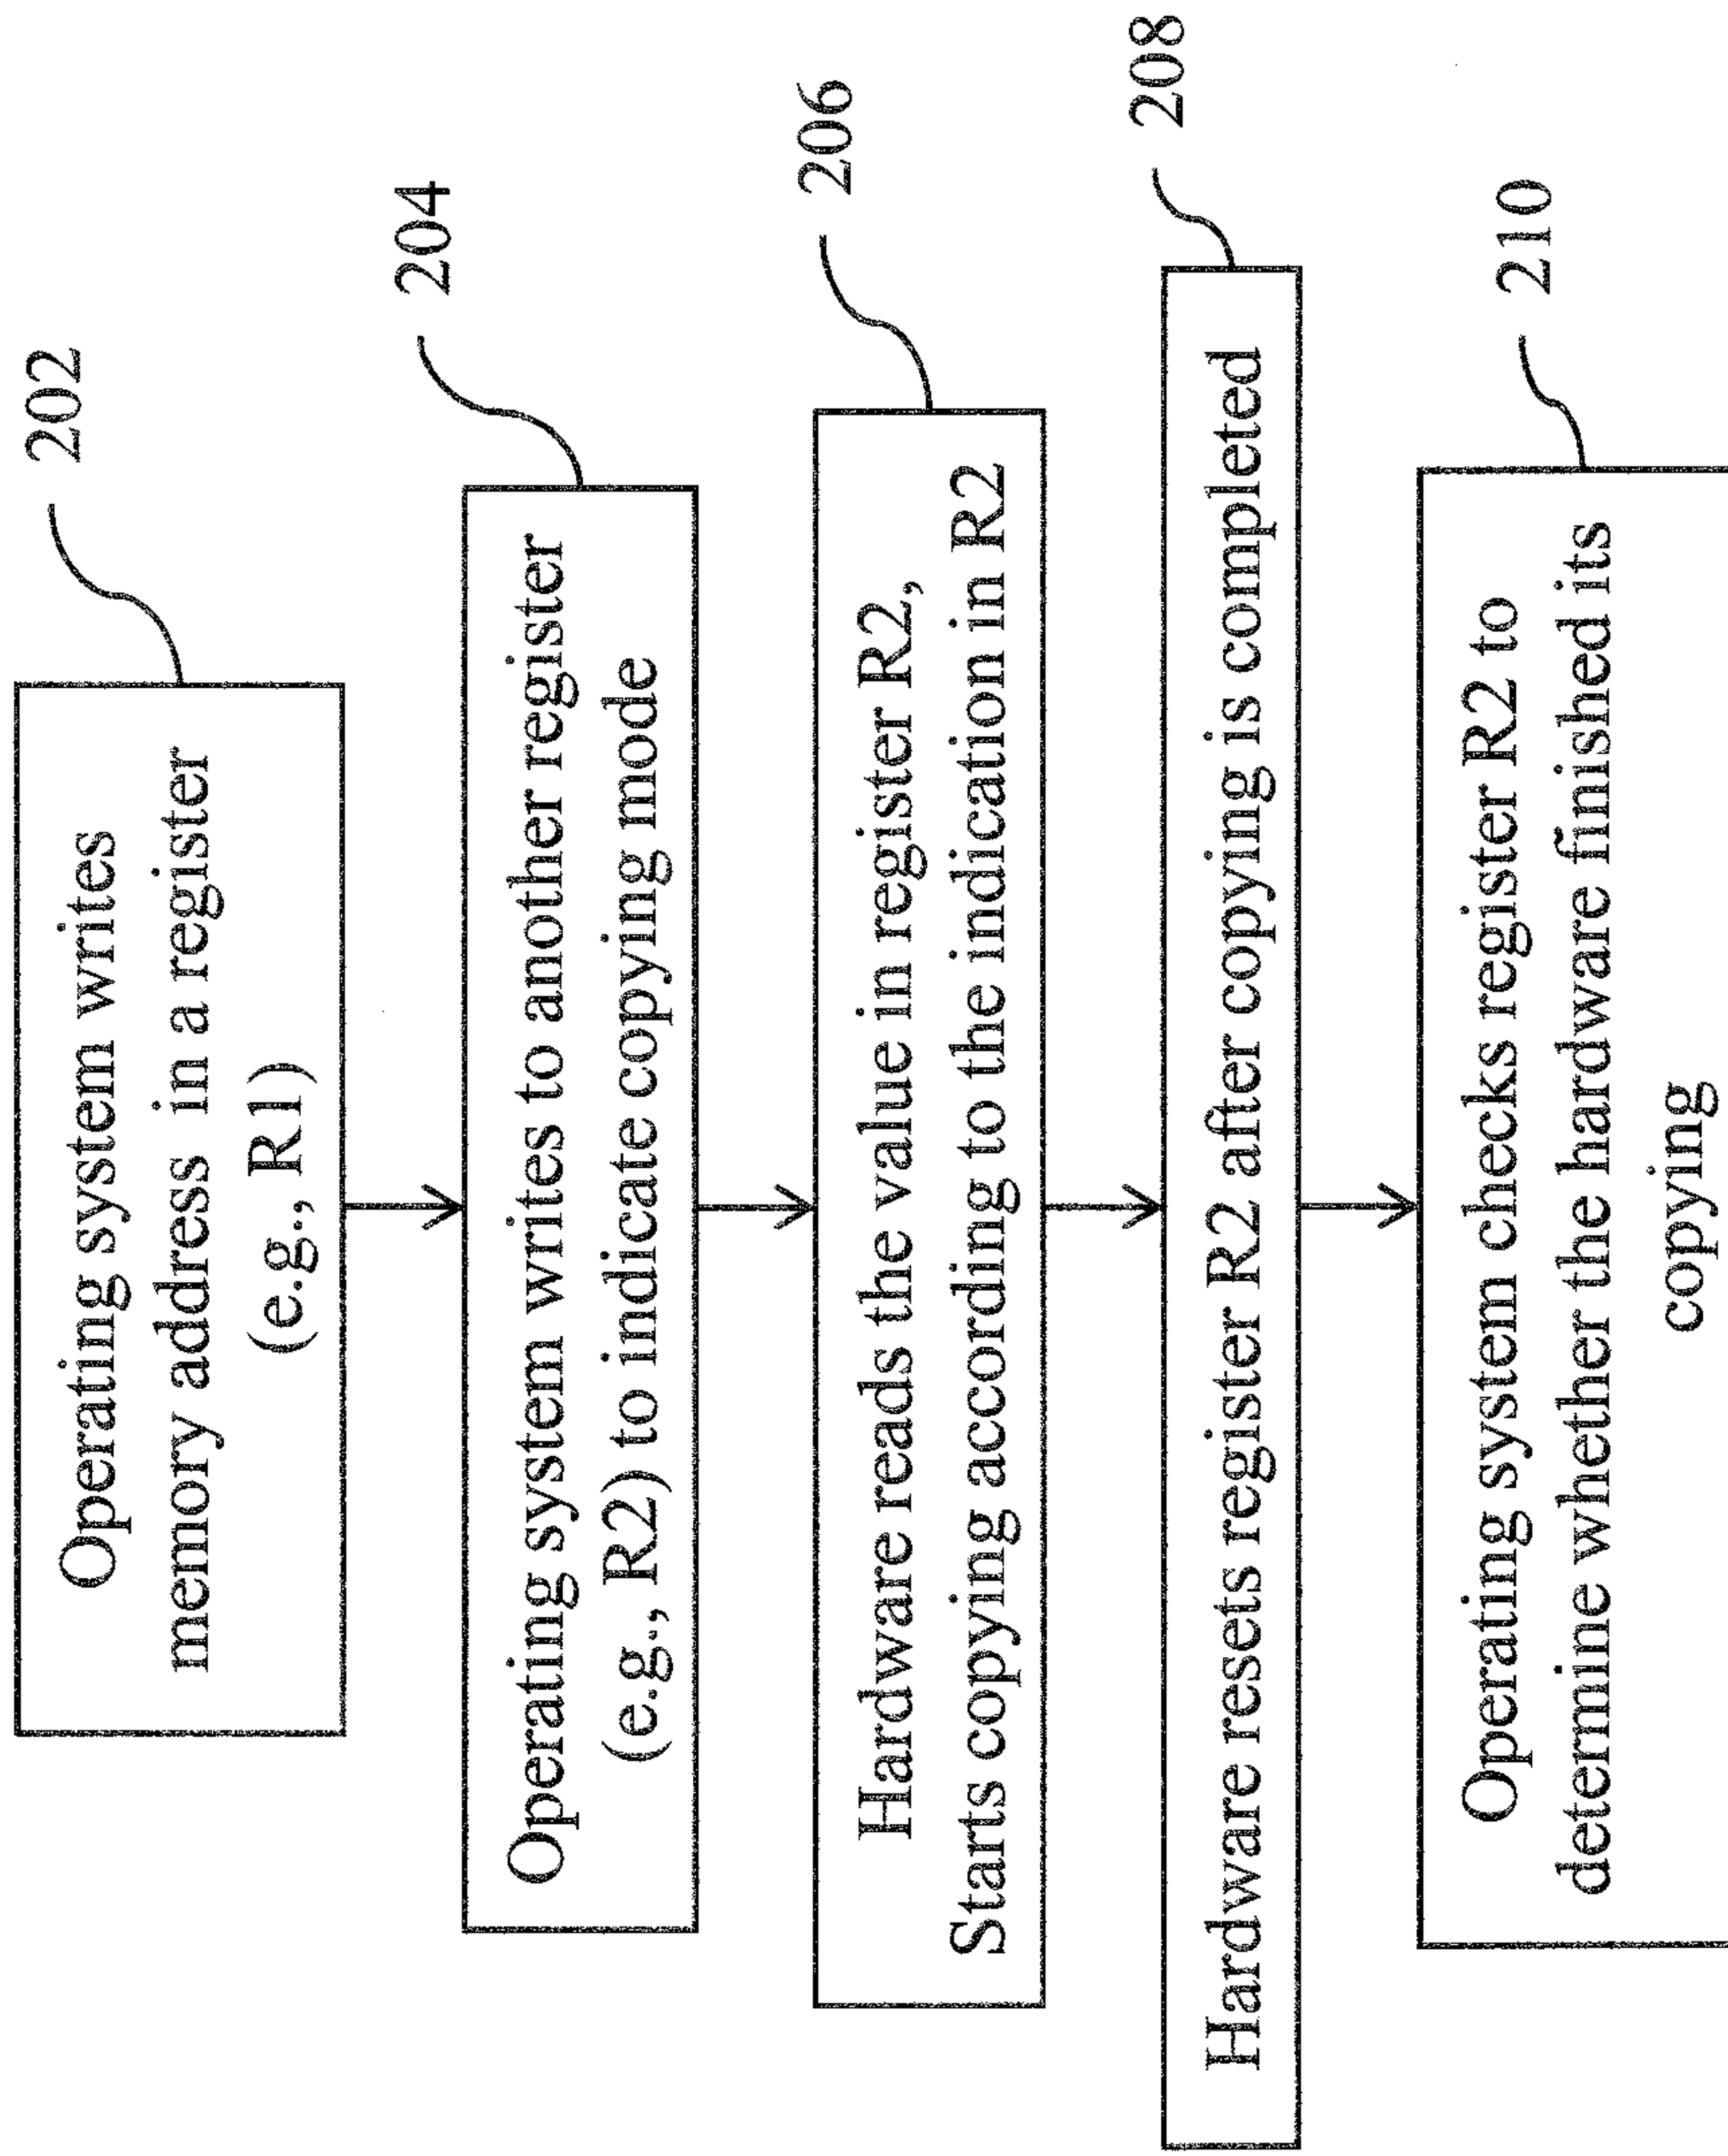 202
Operating system writes
memory address in a register
(e.g., R1)
204
Operating system writes to another register
(e.g., R2) to indicate copying mode
206
Hardware reads the value in register R2,
Starts copying according to the indication in R2
208
Hardware resets register R2 after copying is completed
210
Operating system checks register R2 to
determine whether the hardware finished its
copying